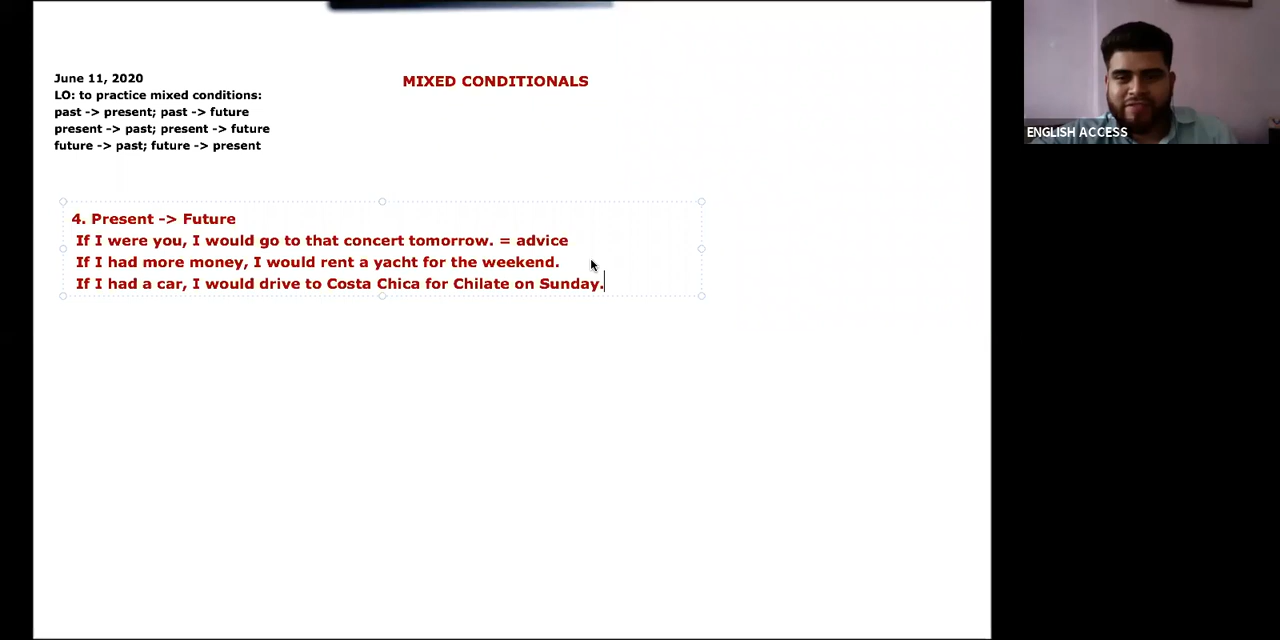 June 11, 2020
MIXED CONDITIONALS
LO: to practice mixed conditions:
past -> present; past -> future
present -> past; present -> future
future -> past; future -> present
4. Present -> Future
If I were you, I would go to that concert tomorrow. = advice
If I had more money, I would rent a yacht for the weekend.
If I had a car, I would drive to Costa Chica for Chilate on Sunday.
ENGLISH ACCESS